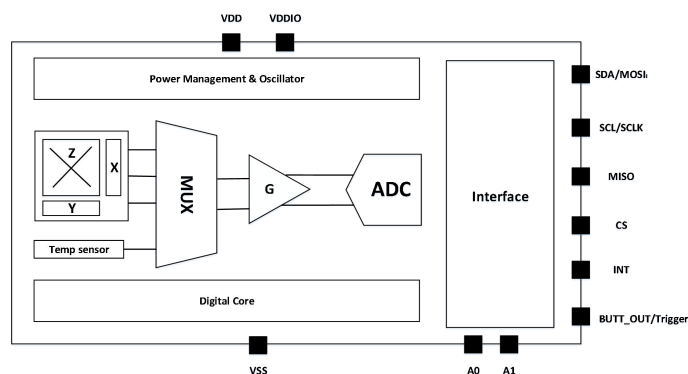 VDD
VDDIO
Power Management & Oscillator
SDA/MOSI
SCL/SCLK
Z
X
MUX
G
ADC
Interface
MISO
Y
CS
Temp sensor
INT
Digital Core
BUTT_OUT/Trigger
VSS
A0
A1